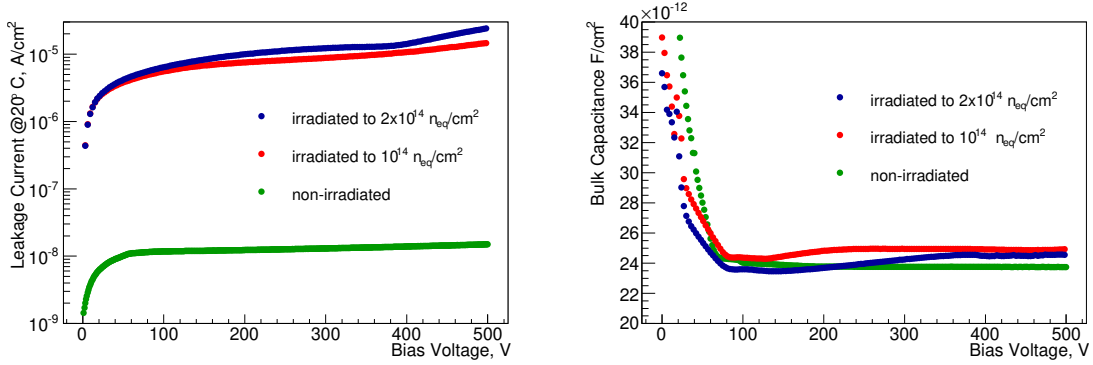 Leakage Current @20° C, A/cm²
10⁻⁵
10⁻⁶
10⁻⁷
10⁻⁸
10⁻⁹
irradiated to 2x10¹⁴ n_eq/cm²
irradiated to 10¹⁴ n_eq/cm²
non-irradiated
0 100 200 300 400 500
Bias Voltage, V
×10⁻¹²
Bulk Capacitance F/cm²
40
38
36
34
32
30
28
26
24
22
20
irradiated to 2x10¹⁴ n_eq/cm²
irradiated to 10¹⁴ n_eq/cm²
non-irradiated
0 100 200 300 400 500
Bias Voltage, V